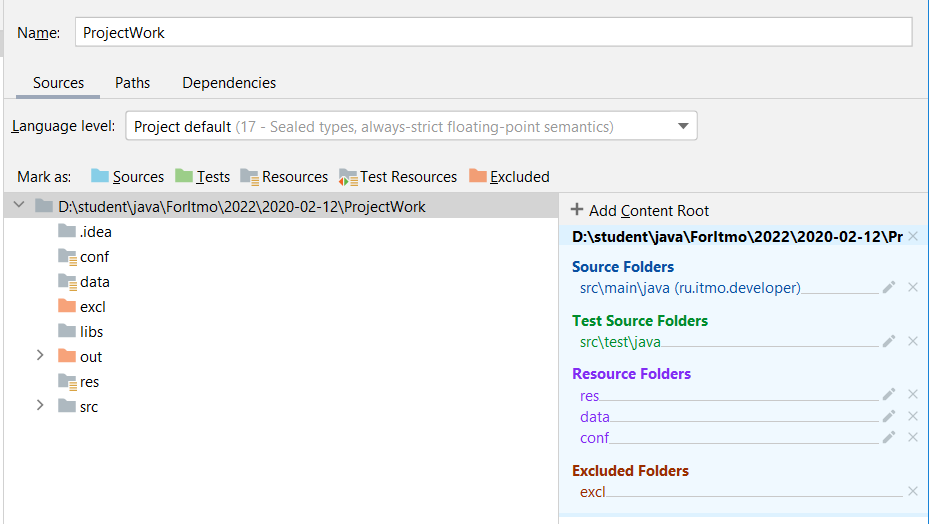 Name: ProjectWork
Sources Paths Dependencies
Language level: Project default (17 - Sealed types, always-strict floating-point semantics)
Mark as: Sources Tests Resources Test Resources Excluded
D:\student\java\ForItmo\2022\2020-02-12\ProjectWork
.idea
conf
data
excl
libs
out
res
src
+ Add Content Root
D:\student\java\ForItmo\2022\2020-02-12\Pr
Source Folders
src\main\java (ru.itmo.developer)
Test Source Folders
src\test\java
Resource Folders
res
data
conf
Excluded Folders
excl